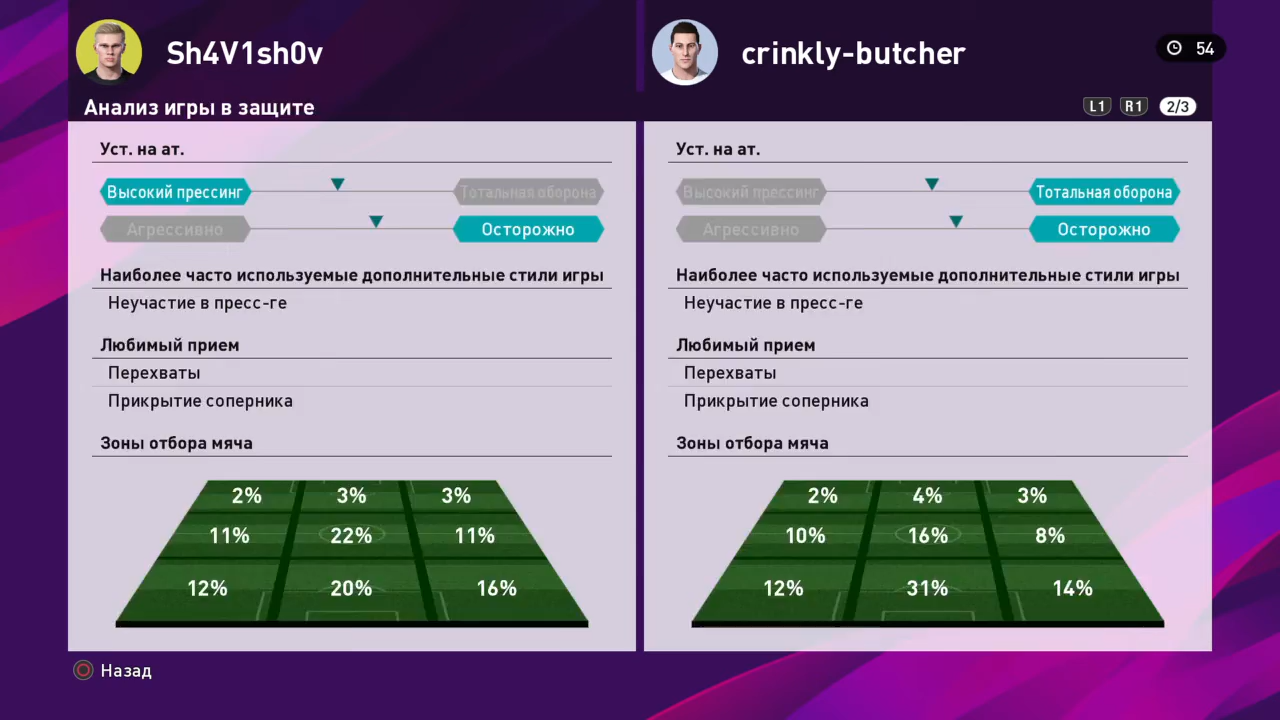 Sh4V1sh0v
crinkly-butcher
54
Анализ игры в защите
L1 R1 2/3
Уст. на ат.
Высокий прессинг Тотальная оборона
Агрессивно Осторожно
Наиболее часто используемые дополнительные стили игры
Неучастие в пресс-ге
Любимый прием
Перехваты
Прикрытие соперника
Зоны отбора мяча
2% 3% 3%
11% 22% 11%
12% 20% 16%
Уст. на ат.
Высокий прессинг Тотальная оборона
Агрессивно Осторожно
Наиболее часто используемые дополнительные стили игры
Неучастие в пресс-ге
Любимый прием
Перехваты
Прикрытие соперника
Зоны отбора мяча
2% 4% 3%
10% 16% 8%
12% 31% 14%
Назад